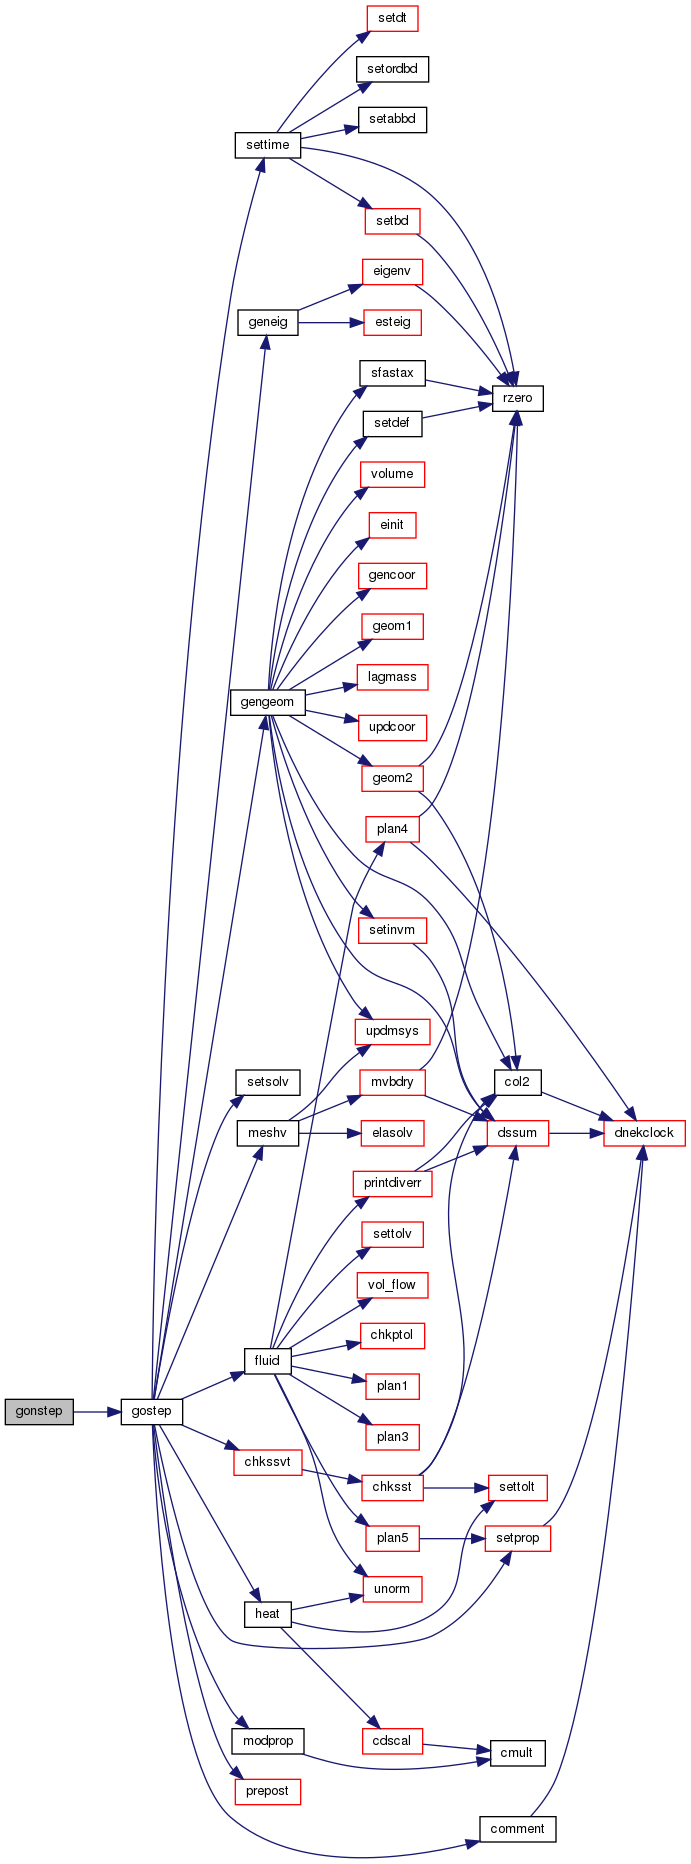 setdt
setordbd
setabbd
settime
setbd
eigenv
geneig
esteig
sfastax
rzero
setdef
volume
einit
gencoor
geom1
lagmass
gengeom
updcoor
geom2
plan4
setinvm
updmsys
setsolv
mvbdry
col2
meshv
elasolv
dssum
dnekclock
printdiverr
settolv
vol_flow
chkptol
fluid
plan1
gonstep
gostep
plan3
chkssvt
chksst
settolt
plan5
setprop
unorm
heat
modprop
cdscal
cmult
prepost
comment